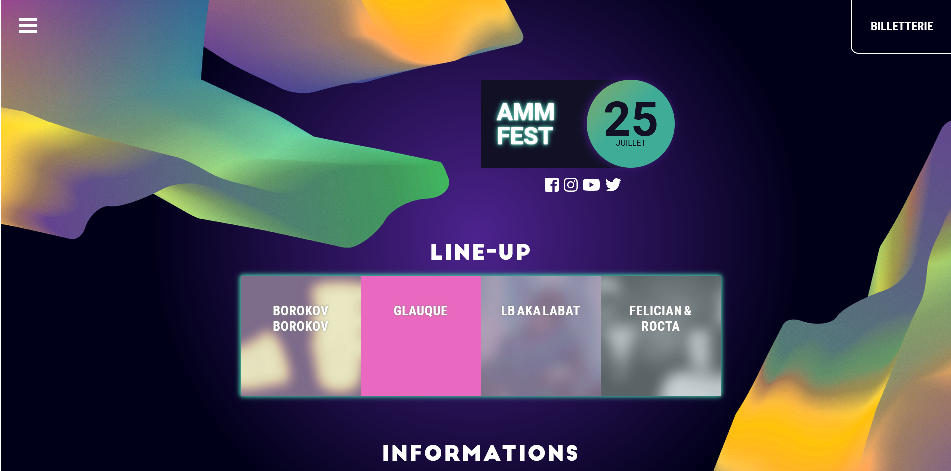 BILLETTERIE
AMM
FEST
25
JUILLET
LINE-UP
BOROKOV
BOROKOV
GLAUQUE
LB AKA LABAT
FELICIAN &
ROCTA
INFORMATIONS